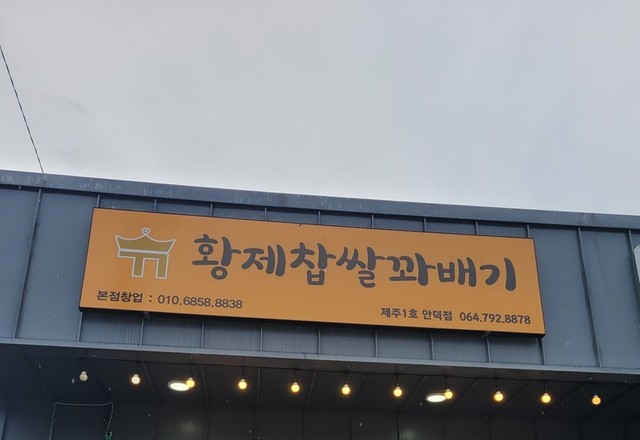 황제찹쌀꽈배기
본점창업 : 010.6858.8838
제주1호 안덕점 064.792.8878